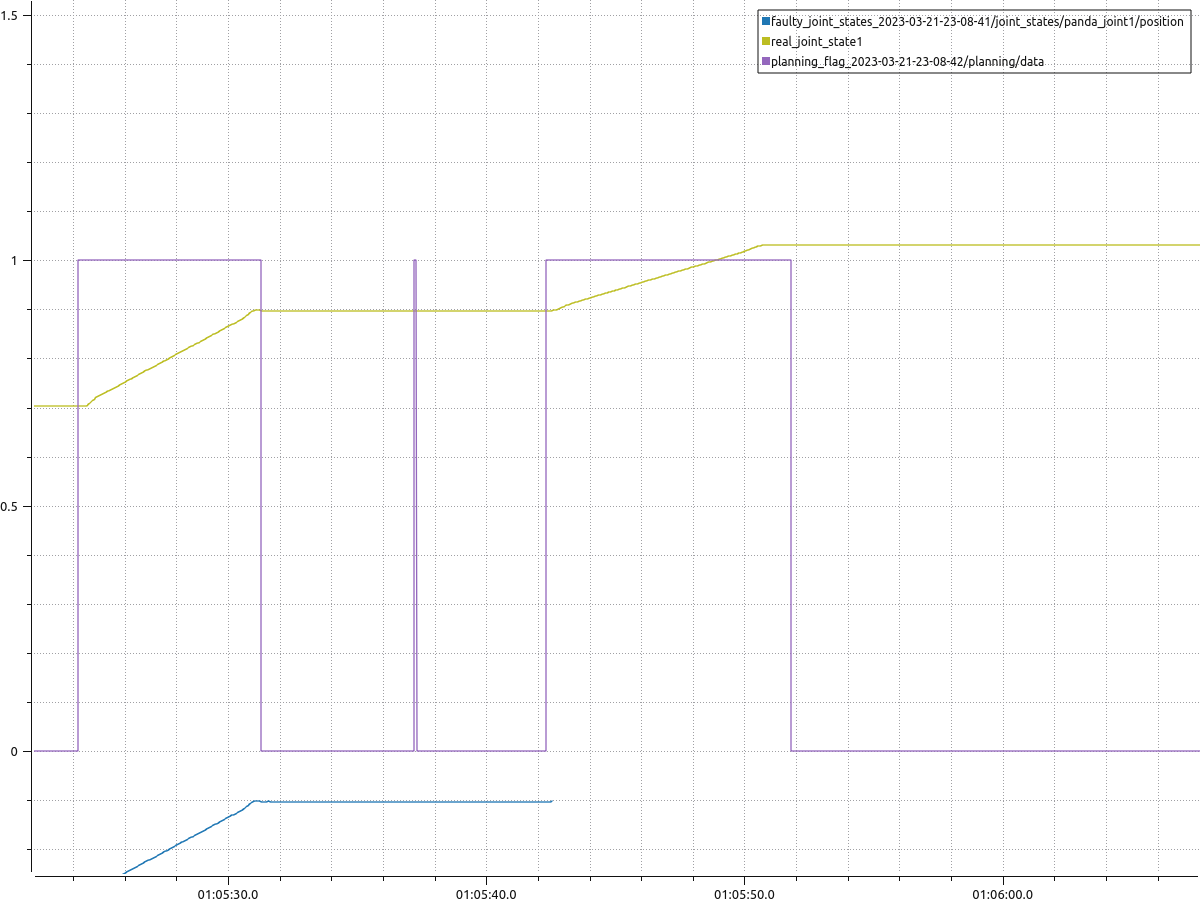 1.5
faulty_joint_states_2023-03-21-23-08-41/joint_states/panda_joint1/position
real_joint_state1
planning_flag_2023-03-21-23-08-42/planning/data
1
0.5
0
01:05:30.0 01:05:40.0 01:05:50.0 01:06:00.0